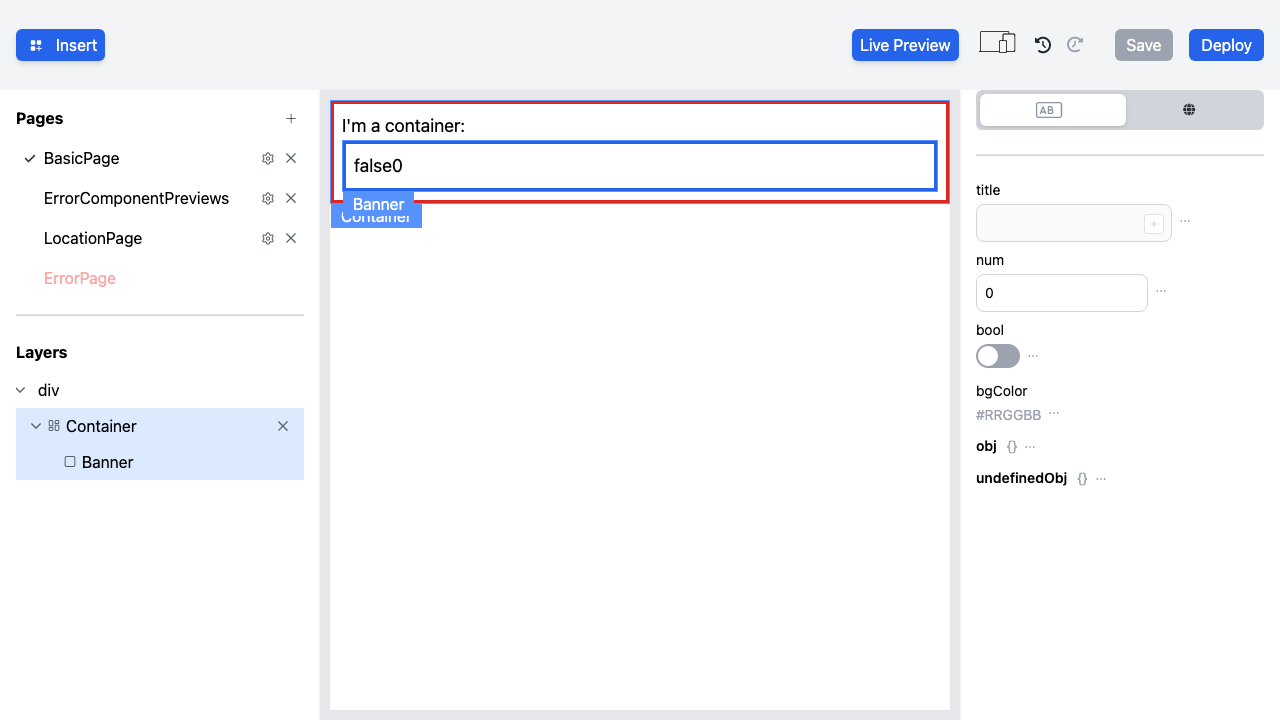 Insert
Live Preview
Save
Deploy
Pages
BasicPage
ErrorComponentPreviews
LocationPage
ErrorPage
Layers
div
Container
Banner
I'm a container:
false0
Banner
Container
AB
title
num
0
bool
bgColor
#RRGGBB
obj {}
undefinedObj {}